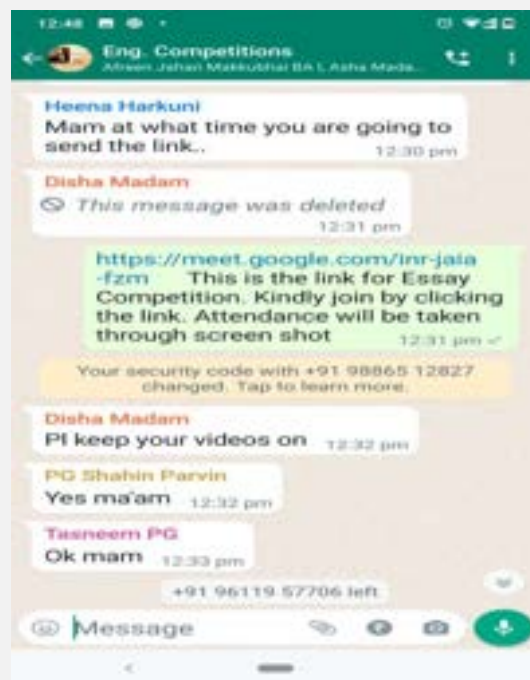 12:48
Eng. Competitions
Afreen Jahan Makkubhai BA I, Asha Mada...
Heena Harkuni
Mam at what time you are going to
send the link..
12:30 pm
Disha Madam
This message was deleted
12:31 pm
https://meet.google.com/inr-jaia
-fzm This is the link for Essay
Competition. Kindly join by clicking
the link. Attendance will be taken
through screen shot
12:31 pm
Your security code with +91 98865 12827
changed. Tap to learn more.
Disha Madam
Pl keep your videos on 12:32 pm
PG Shahin Parvin
Yes ma'am 12:32 pm
Tasneem PG
Ok mam 12:33 pm
+91 96119 57706 left
Message